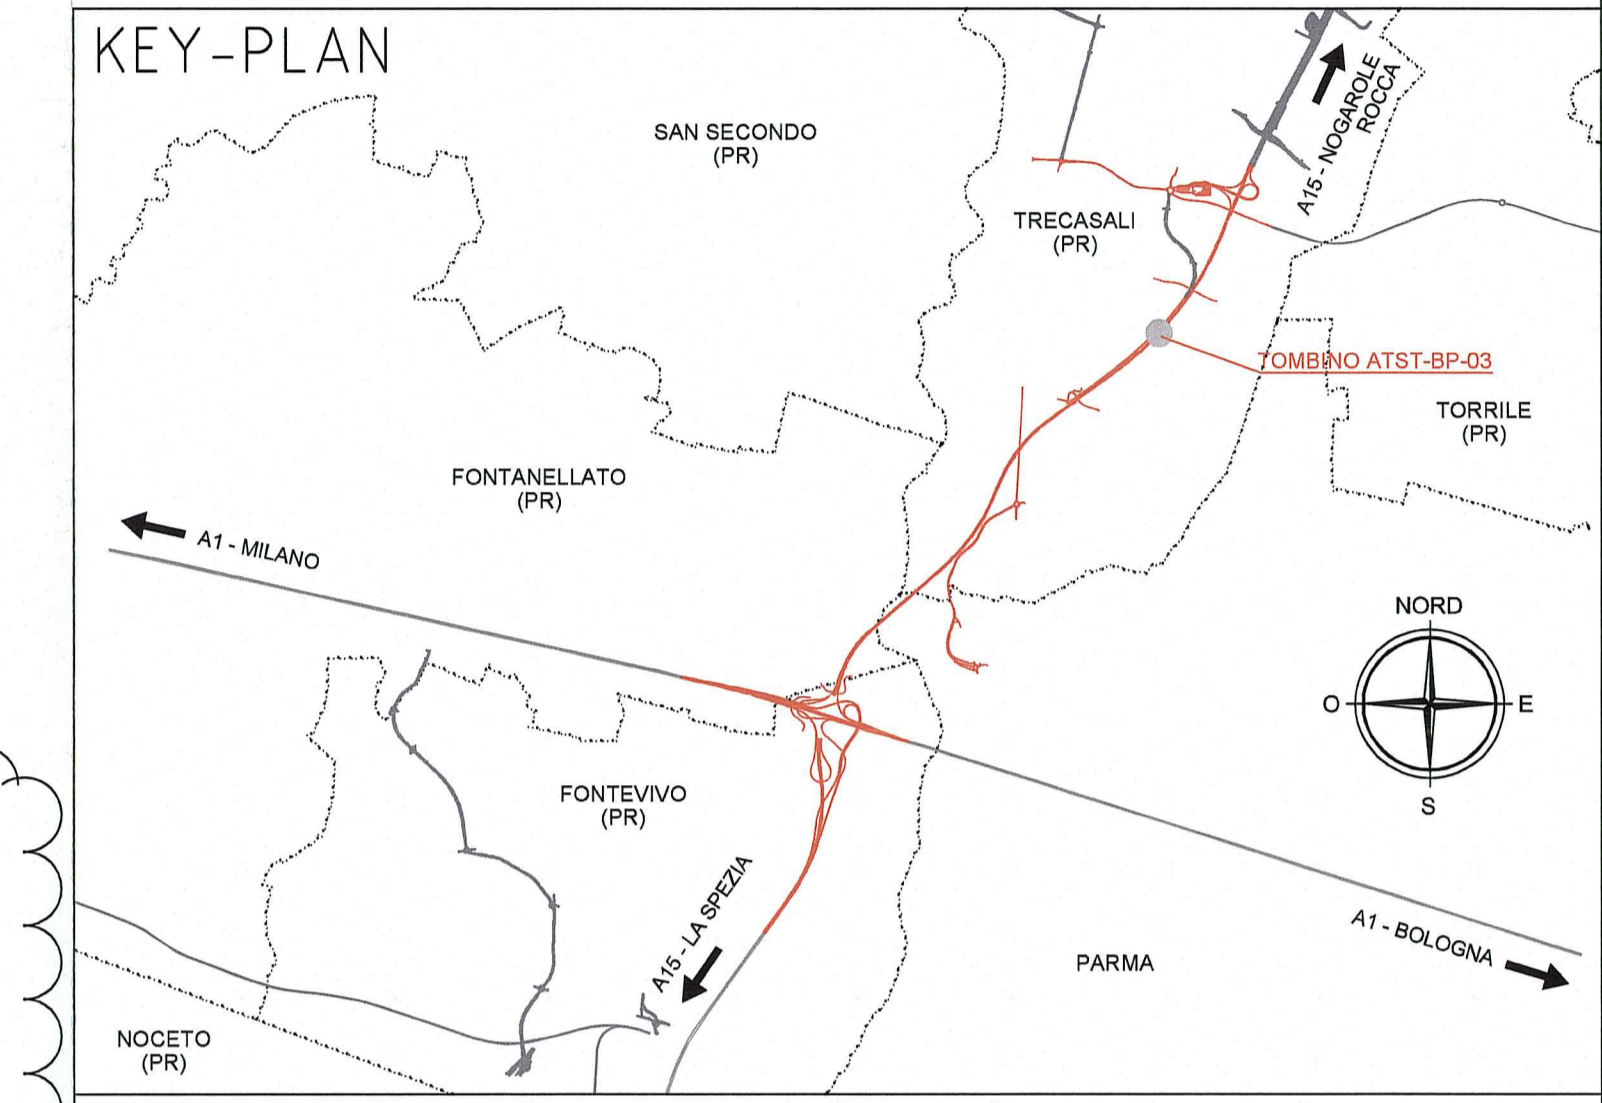 KEY-PLAN
SAN SECONDO
(PR)
A15 - NOGAROLE
ROCCA
TRECASALI
(PR)
TOMBINO ATST-BP-03
TORRILE
(PR)
FONTANELLATO
(PR)
A1 - MILANO
NORD
O
E
S
FONTEVIVO
(PR)
A15 - LA SPEZIA
A1 - BOLOGNA
PARMA
NOCETO
(PR)